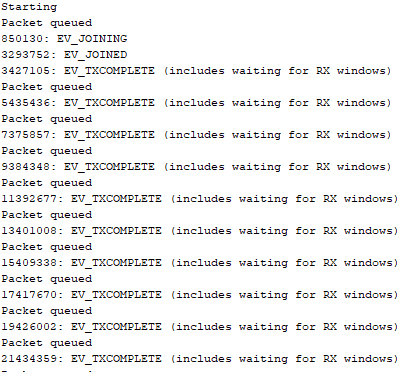 Starting
Packet queued
850130: EV_JOINING
3293752: EV_JOINED
3427105: EV_TXCOMPLETE (includes waiting for RX windows)
Packet queued
5435436: EV_TXCOMPLETE (includes waiting for RX windows)
Packet queued
7375857: EV_TXCOMPLETE (includes waiting for RX windows)
Packet queued
9384348: EV_TXCOMPLETE (includes waiting for RX windows)
Packet queued
11392677: EV_TXCOMPLETE (includes waiting for RX windows)
Packet queued
13401008: EV_TXCOMPLETE (includes waiting for RX windows)
Packet queued
15409338: EV_TXCOMPLETE (includes waiting for RX windows)
Packet queued
17417670: EV_TXCOMPLETE (includes waiting for RX windows)
Packet queued
19426002: EV_TXCOMPLETE (includes waiting for RX windows)
Packet queued
21434359: EV_TXCOMPLETE (includes waiting for RX windows)